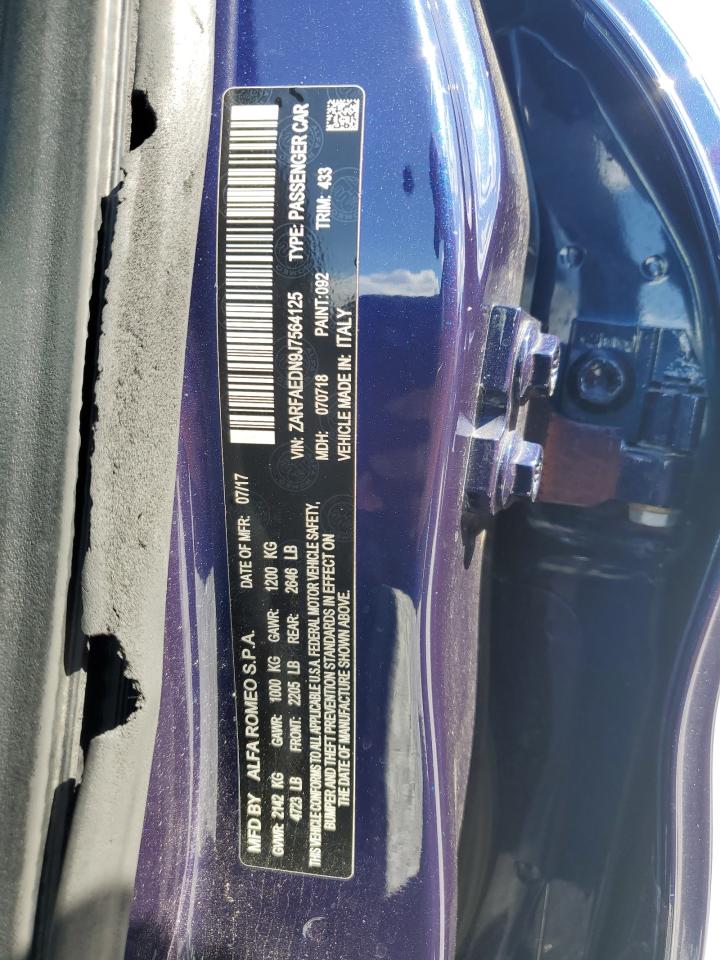 MFD BY ALFA ROMEO S.P.A. DATE OF MFR: 07/17
GVWR: 2142 KG GAWR: 1000 KG GAWR: 1200 KG
4723 LB FRONT: 2205 LB REAR: 2646 LB
THIS VEHICLE CONFORMS TO ALL APPLICABLE U.S.A. FEDERAL MOTOR VEHICLE SAFETY,
BUMPER AND THEFT PREVENTION STANDARDS IN EFFECT ON
THE DATE OF MANUFACTURE SHOWN ABOVE.
VIN: ZARFAEDN9J7564125 TYPE: PASSENGER CAR
MDH: 070718 PAINT: 092 TRIM: 433
VEHICLE MADE IN: ITALY